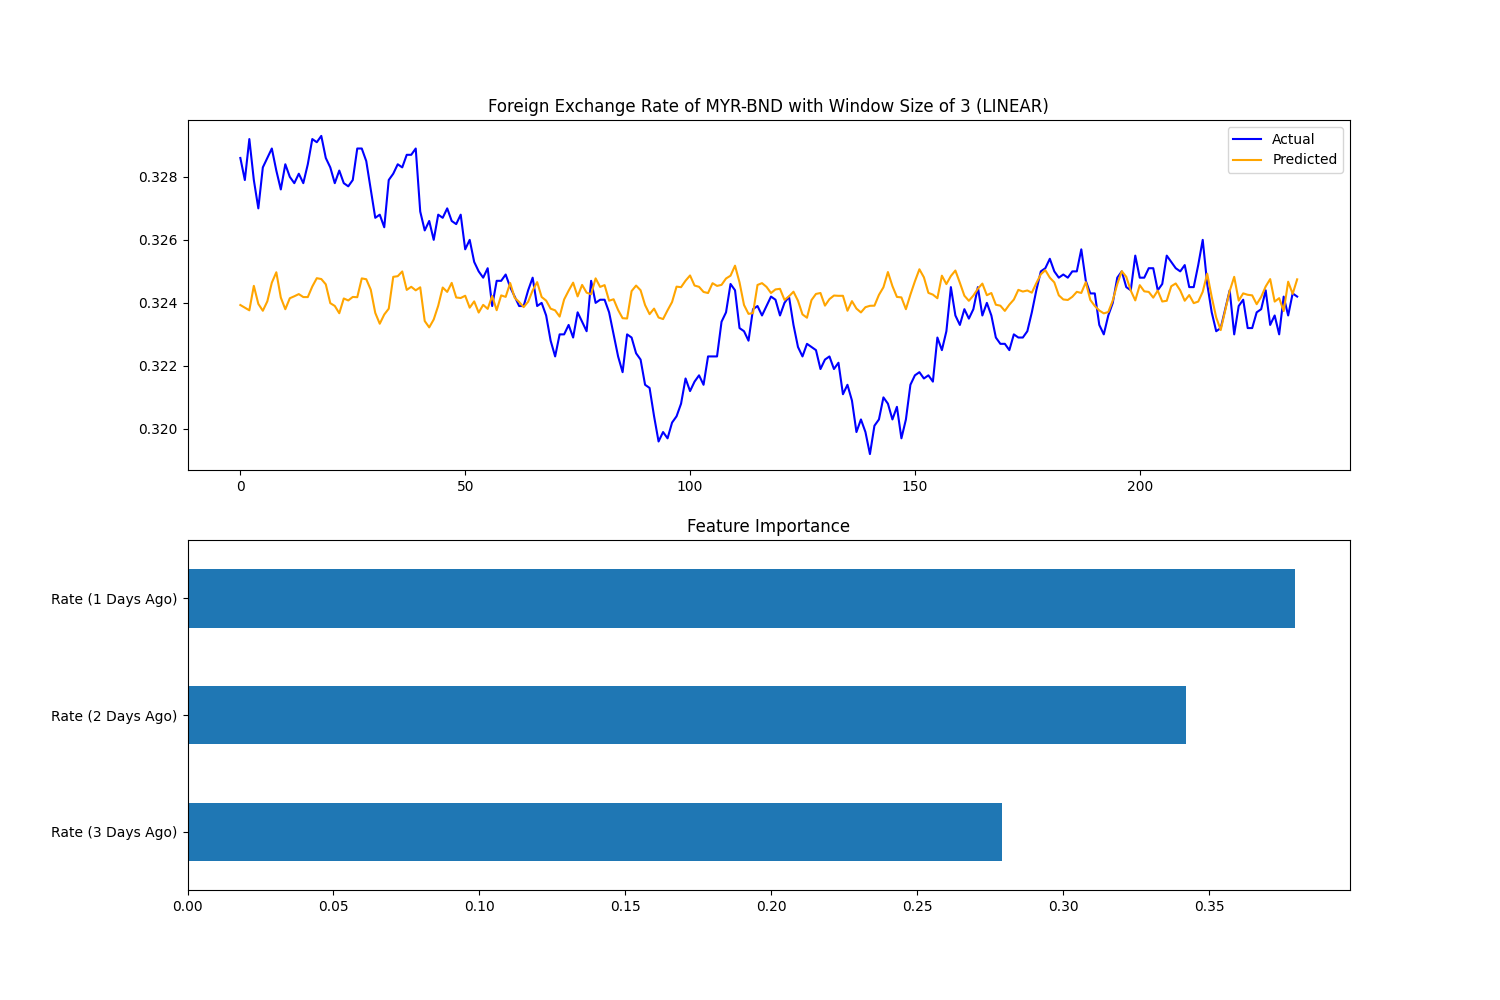 Foreign Exchange Rate of MYR-BND with Window Size of 3 (LINEAR)
Actual
Predicted
0.328
0.326
0.324
0.322
0.320
0 50 100 150 200
Feature Importance
Rate (1 Days Ago)
Rate (2 Days Ago)
Rate (3 Days Ago)
0.00 0.05 0.10 0.15 0.20 0.25 0.30 0.35